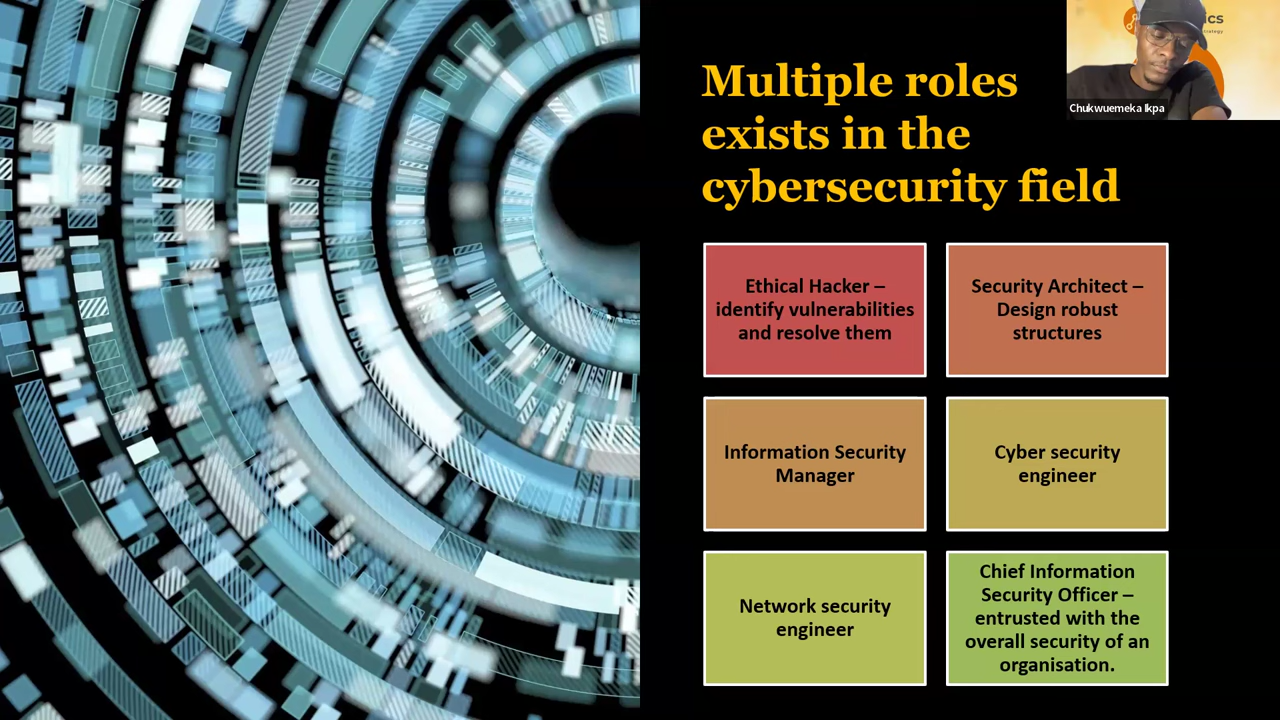 Multiple roles
exists in the
cybersecurity field
ics
Chukwuemeka Ikpa
Ethical Hacker –
identify vulnerabilities
and resolve them
Security Architect –
Design robust
structures
Information Security
Manager
Cyber security
engineer
Network security
engineer
Chief Information
Security Officer –
entrusted with the
overall security of an
organisation.